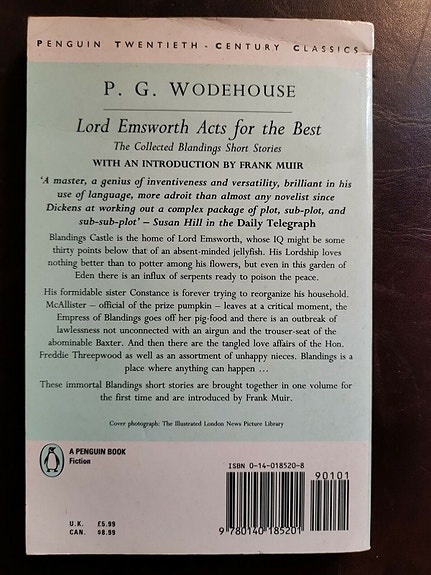 PENGUIN TWENTIETH-CENTURY CLASSICS
P. G. WODEHOUSE
Lord Emsworth Acts for the Best
The Collected Blandings Short Stories
WITH AN INTRODUCTION BY FRANK MUIR
'A master, a genius of inventiveness and versatility, brilliant in his
use of language, more adroit than almost any novelist since
Dickens at working out a complex package of plot, sub-plot, and
sub-sub-plot' – Susan Hill in the Daily Telegraph
Blandings Castle is the home of Lord Emsworth, whose IQ might be some
thirty points below that of an absent-minded jellyfish. His Lordship loves
nothing better than to potter among his flowers, but even in this garden of
Eden there is an influx of serpents ready to poison the peace.
His formidable sister Constance is forever trying to reorganize his household.
McAllister – official of the prize pumpkin – leaves at a critical moment, the
Empress of Blandings goes off her pig-food and there is an outbreak of
lawlessness not unconnected with an airgun and the trouser-seat of the
abominable Baxter. And then there are the tangled love affairs of the Hon.
Freddie Threepwood as well as an assortment of unhappy nieces. Blandings is a
place where anything can happen ...
These immortal Blandings short stories are brought together in one volume for
the first time and are introduced by Frank Muir.
Cover photograph: The Illustrated London News Picture Library
A PENGUIN BOOK
Fiction
ISBN 0-14-018520-8
90101
9 780140 185201
U.K. £5.99
CAN. $8.99